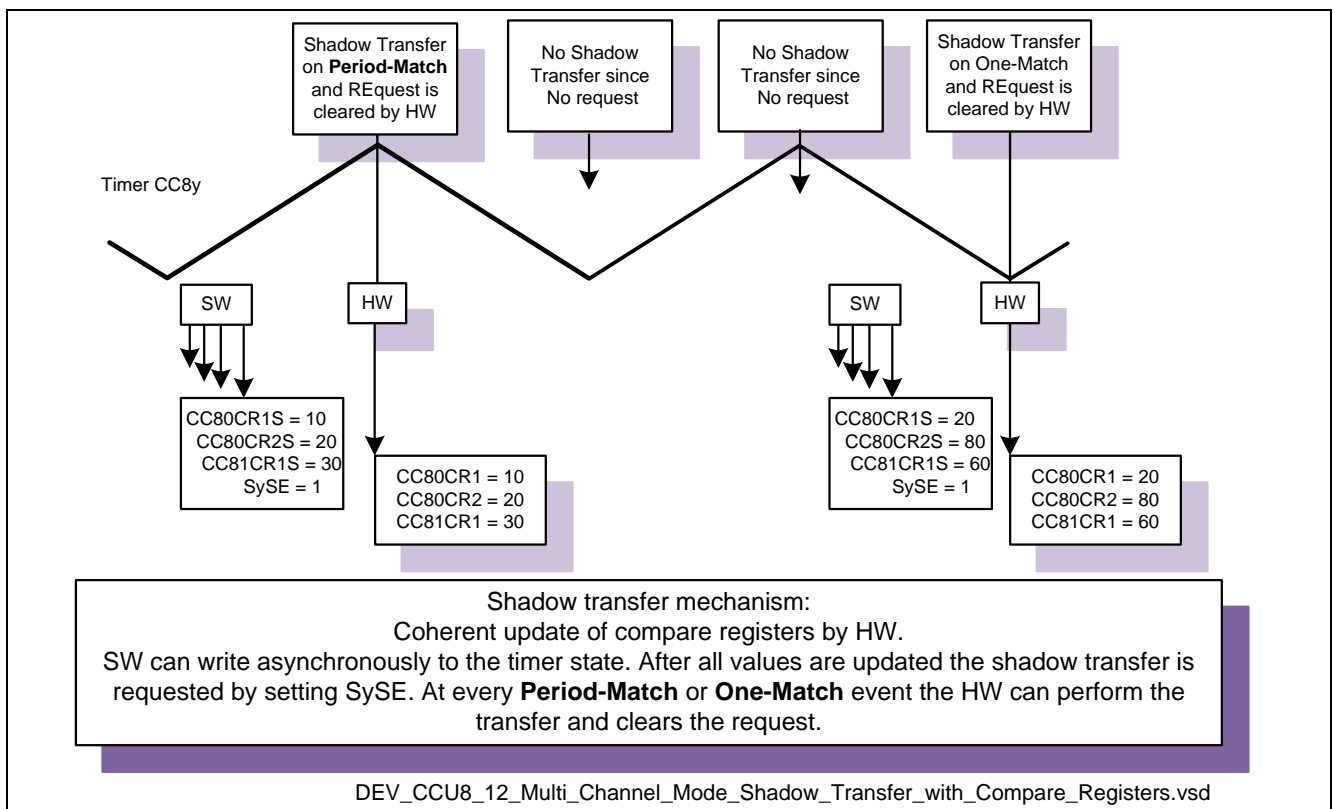 Shadow Transfer
on Period-Match
and REquest is
cleared by HW
No Shadow
Transfer since
No request
No Shadow
Transfer since
No request
Shadow Transfer
on One-Match
and REquest is
cleared by HW
Timer CC8y
SW
HW
SW
HW
CC80CR1S = 10
CC80CR2S = 20
CC81CR1S = 30
SySE = 1
CC80CR1 = 10
CC80CR2 = 20
CC81CR1 = 30
CC80CR1S = 20
CC80CR2S = 80
CC81CR1S = 60
SySE = 1
CC80CR1 = 20
CC80CR2 = 80
CC81CR1 = 60
Shadow transfer mechanism:
Coherent update of compare registers by HW.
SW can write asynchronously to the timer state. After all values are updated the shadow transfer is
requested by setting SySE. At every Period-Match or One-Match event the HW can perform the
transfer and clears the request.
DEV_CCU8_12_Multi_Channel_Mode_Shadow_Transfer_with_Compare_Registers.vsd